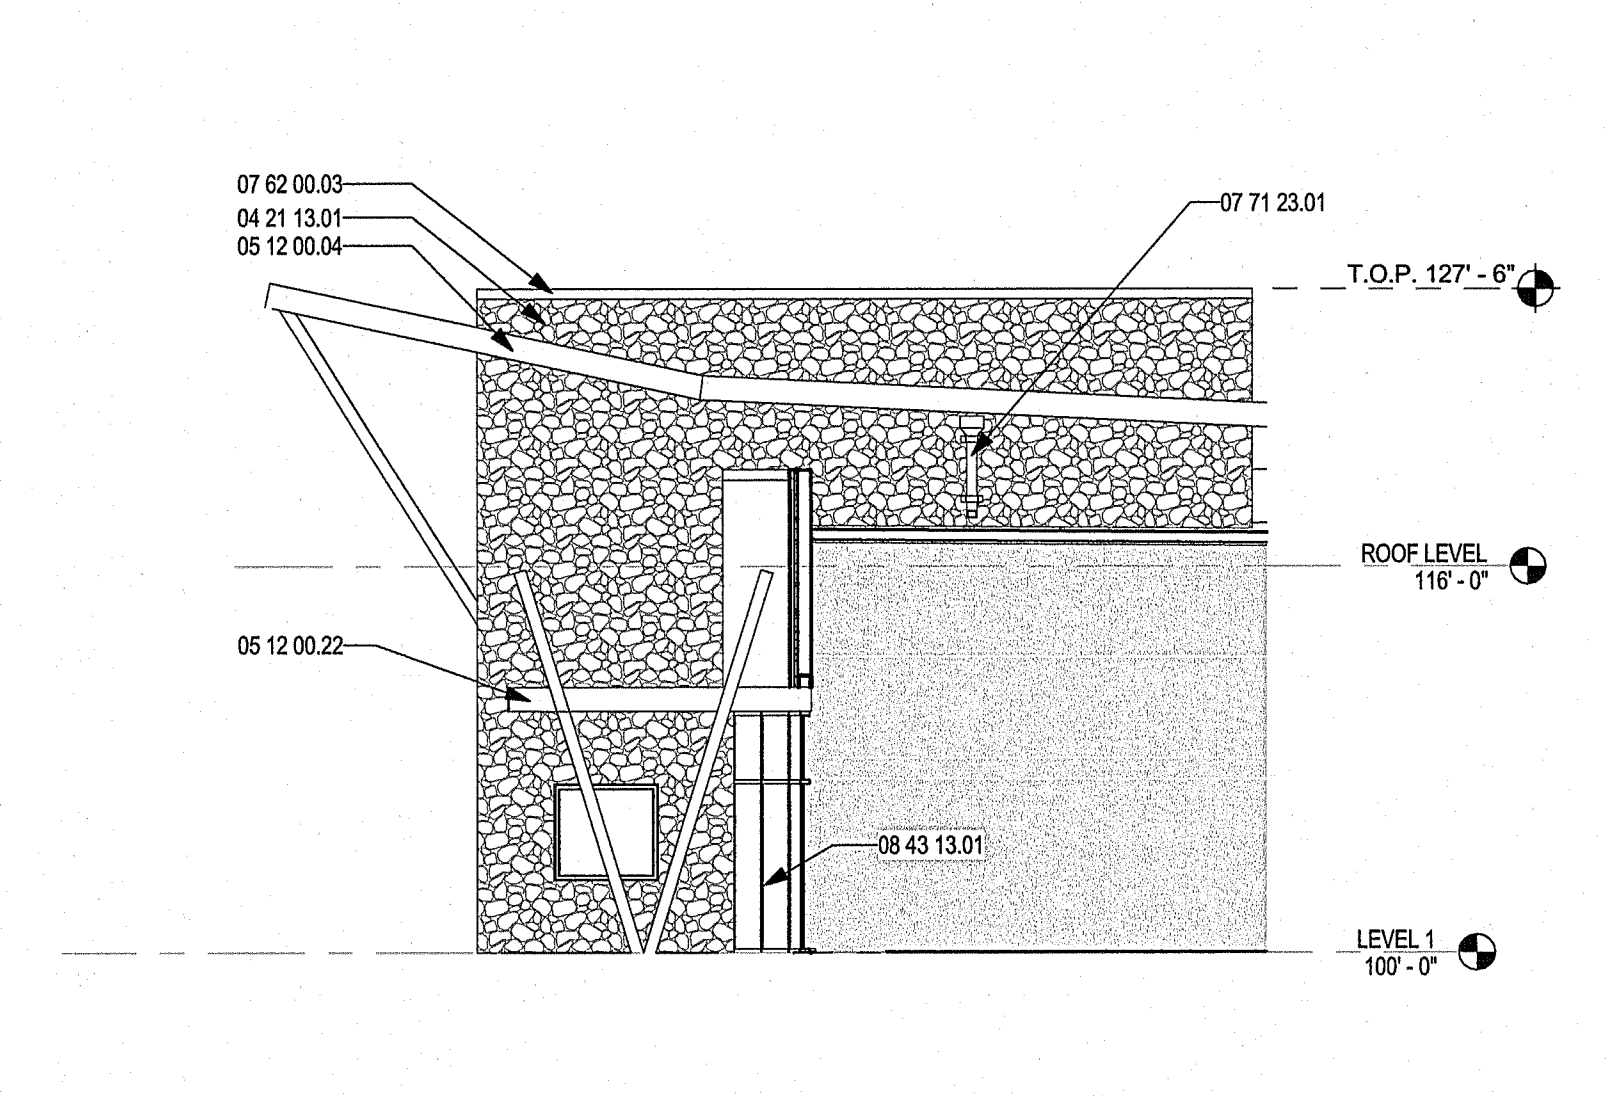 07 62 00.03
04 21 13.01
05 12 00.04
07 71 23.01
T.O.P. 127' - 6"
ROOF LEVEL
116' - 0"
05 12 00.22
08 43 13.01
LEVEL 1
100' - 0"